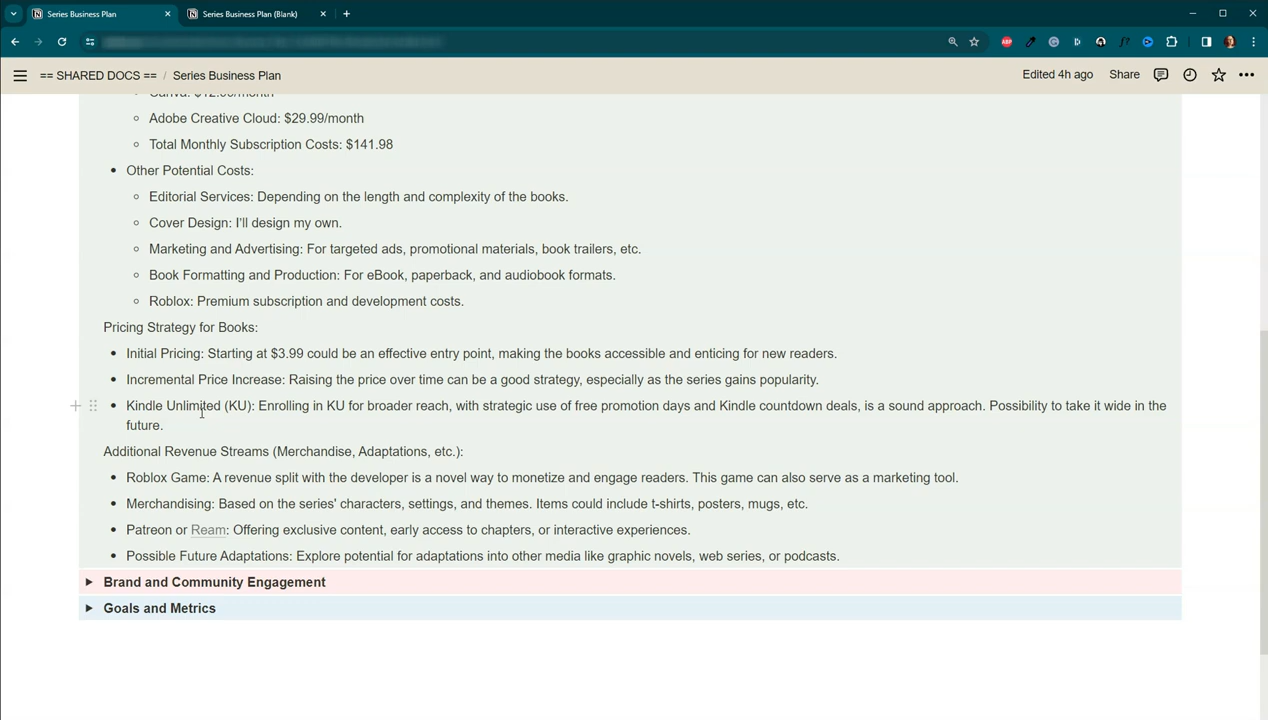 Series Business Plan
Series Business Plan (Blank)
== SHARED DOCS == / Series Business Plan
Edited 4h ago
Share
Adobe Creative Cloud: $29.99/month
Total Monthly Subscription Costs: $141.98
Other Potential Costs:
Editorial Services: Depending on the length and complexity of the books.
Cover Design: I'll design my own.
Marketing and Advertising: For targeted ads, promotional materials, book trailers, etc.
Book Formatting and Production: For eBook, paperback, and audiobook formats.
Roblox: Premium subscription and development costs.
Pricing Strategy for Books:
Initial Pricing: Starting at $3.99 could be an effective entry point, making the books accessible and enticing for new readers.
Incremental Price Increase: Raising the price over time can be a good strategy, especially as the series gains popularity.
Kindle Unlimited (KU): Enrolling in KU for broader reach, with strategic use of free promotion days and Kindle countdown deals, is a sound approach. Possibility to take it wide in the
future.
Additional Revenue Streams (Merchandise, Adaptations, etc.):
Roblox Game: A revenue split with the developer is a novel way to monetize and engage readers. This game can also serve as a marketing tool.
Merchandising: Based on the series' characters, settings, and themes. Items could include t-shirts, posters, mugs, etc.
Patreon or Ream: Offering exclusive content, early access to chapters, or interactive experiences.
Possible Future Adaptations: Explore potential for adaptations into other media like graphic novels, web series, or podcasts.
Brand and Community Engagement
Goals and Metrics